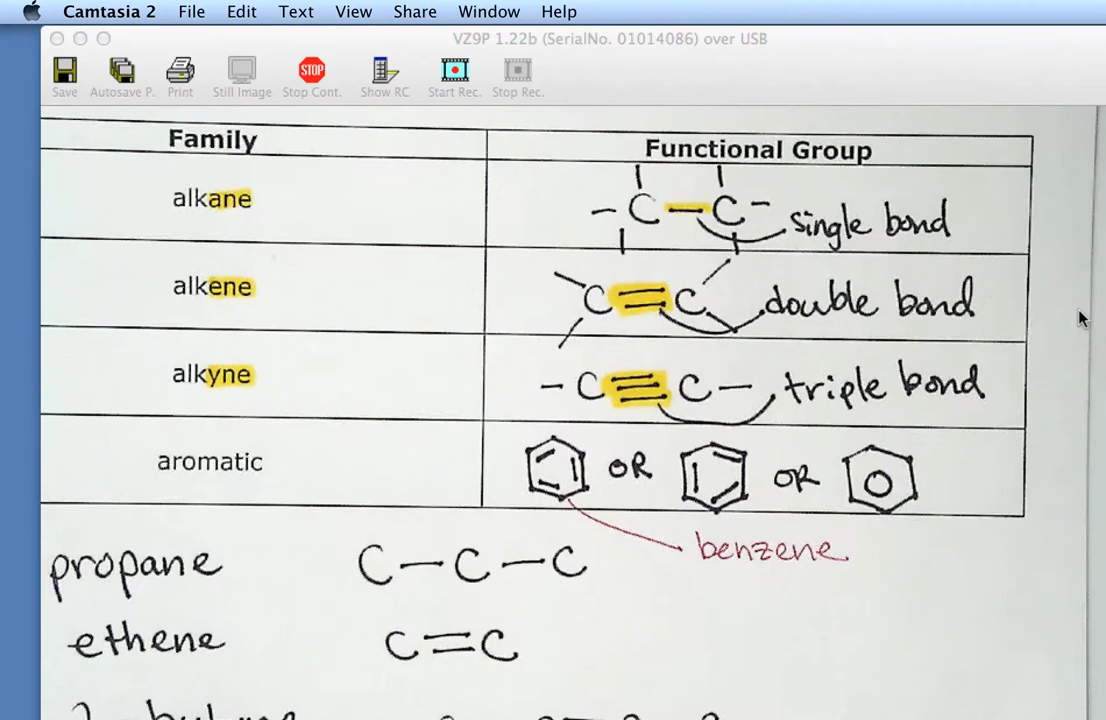 Camtasia 2 File Edit Text View Share Window Help
VZ9P 1.22b (SerialNo. 01014086) over USB
Save Autosave P. Print Still Image STOP Stop Cont. Show RC Start Rec. Stop Rec.
Family Functional Group
alkane - C - C - single bond
alkene C = C double bond
alkyne - C ≡ C - triple bond
aromatic OR OR
benzene
propane C - C - C
ethene C = C